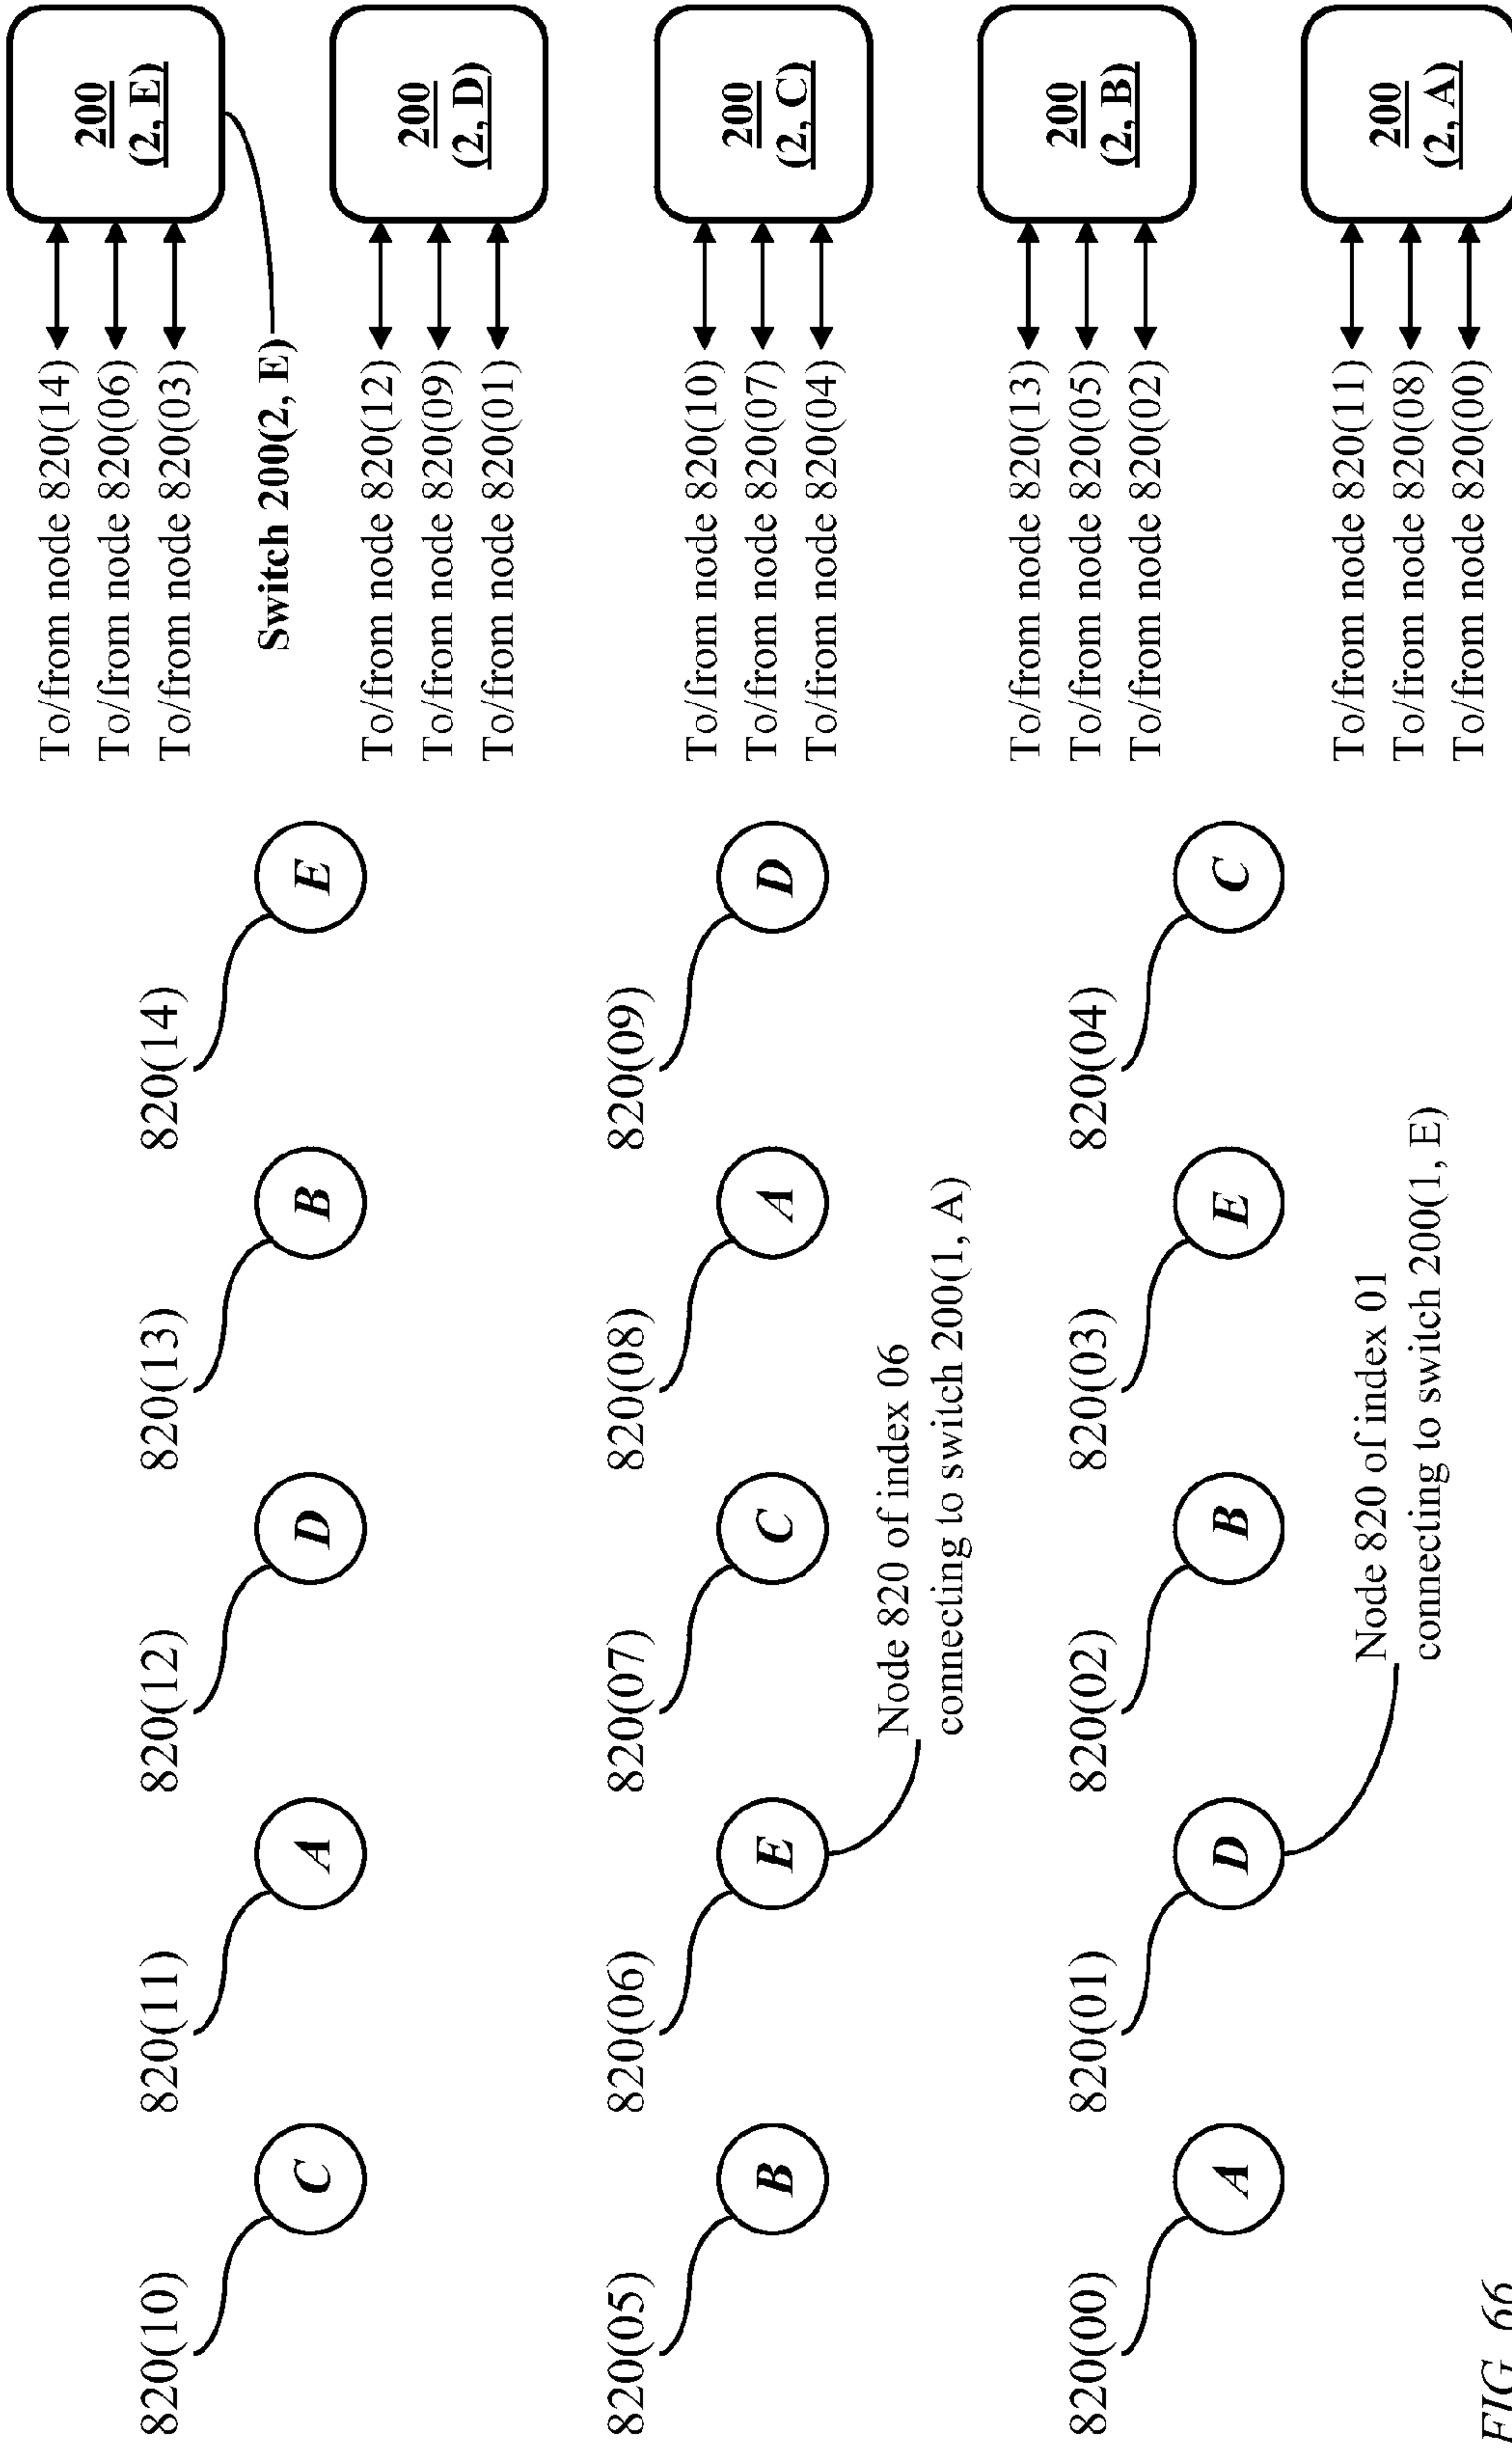 820(10)
820(11)
820(12)
820(13)
820(14)
C
A
D
B
E
820(05)
820(06)
820(07)
820(08)
820(09)
B
E
C
A
D
Node 820 of index 06
connecting to switch 200(1, A)
820(00)
820(01)
820(02)
820(03)
820(04)
A
D
B
E
C
Node 820 of index 01
connecting to switch 200(1, E)
To/from node 820(14)
To/from node 820(06)
To/from node 820(03)
200
(2, E)
Switch 200(2, E)
To/from node 820(12)
To/from node 820(09)
To/from node 820(01)
200
(2, D)
To/from node 820(10)
To/from node 820(07)
To/from node 820(04)
200
(2, C)
To/from node 820(13)
To/from node 820(05)
To/from node 820(02)
200
(2, B)
To/from node 820(11)
To/from node 820(08)
To/from node 820(00)
200
(2, A)
FIG. 66